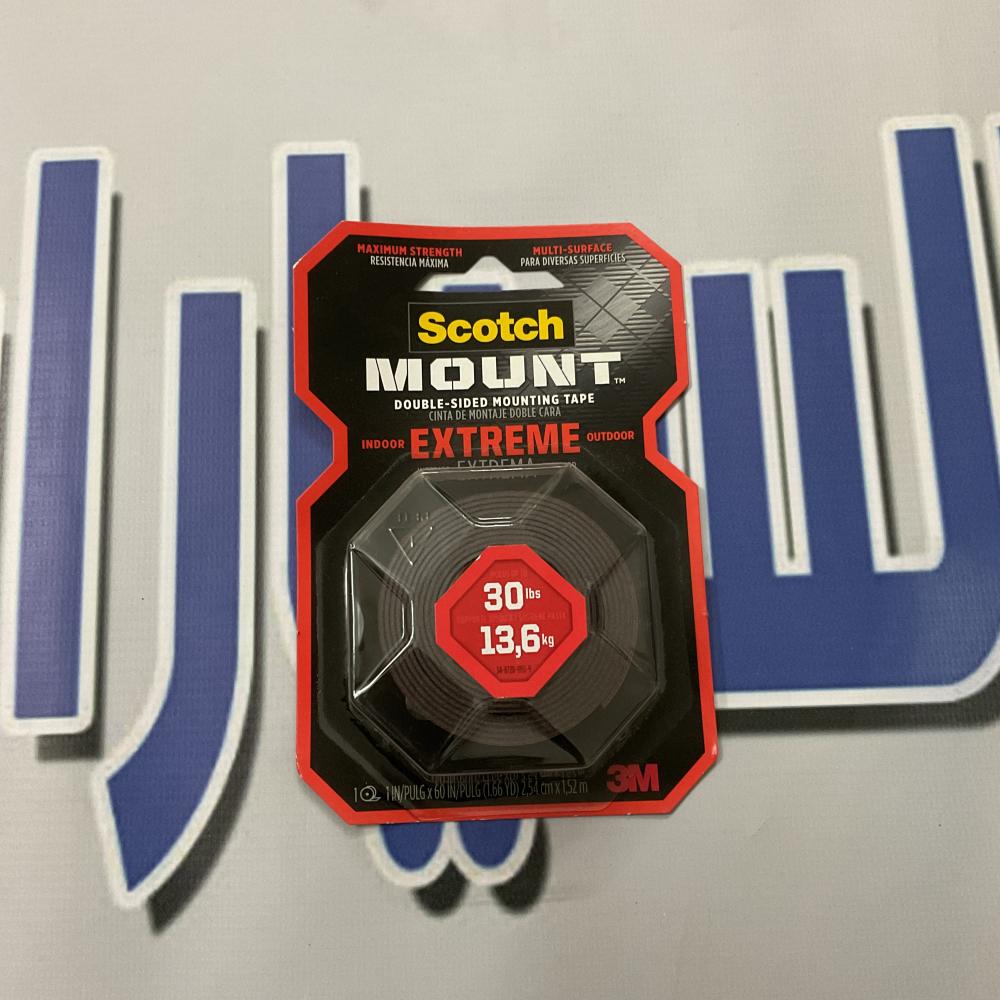 MAXIMUM STRENGTH
RESISTENCIA MÁXIMA
MULTI-SURFACE
PARA DIVERSAS SUPERFICIES
Scotch
MOUNT™
DOUBLE-SIDED MOUNTING TAPE
CINTA DE MONTAJE DOBLE CARA
INDOOR EXTREME OUTDOOR
EXTREMA
30 lbs
13,6 kg
1 IN/PULG x 60 IN/PULG (1.66 YD) 2,54 cm x 1,52 m
3M